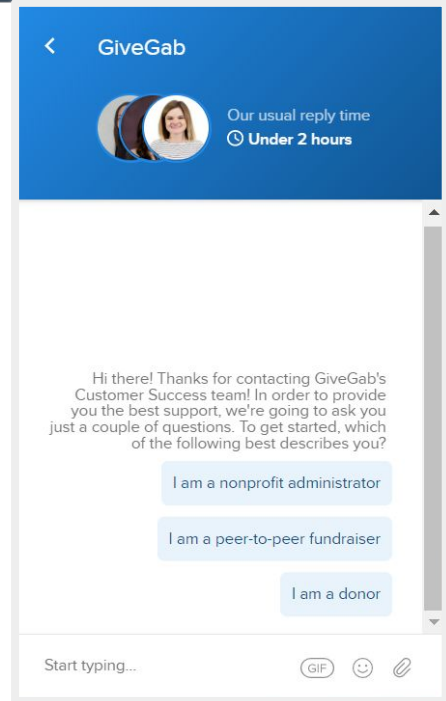 GiveGab
Our usual reply time
Under 2 hours
Hi there! Thanks for contacting GiveGab's
Customer Success team! In order to provide
you the best support, we're going to ask you
just a couple of questions. To get started, which
of the following best describes you?
I am a nonprofit administrator
I am a peer-to-peer fundraiser
I am a donor
Start typing...
GIF